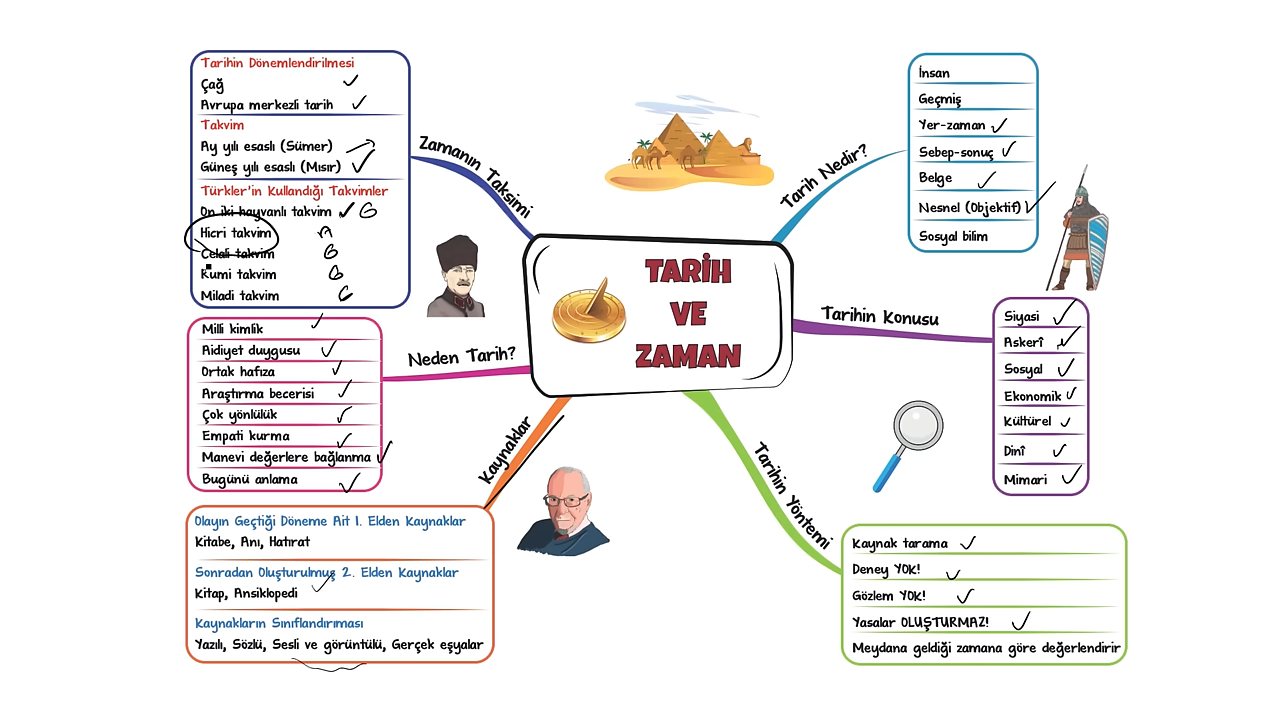 TARİH
VE
ZAMAN
Zamanın Taksimi
Tarihin Dönemlendirilmesi
Çağ
Avrupa merkezli tarih
Takvim
Ay yılı esaslı (Sümer)
Güneş yılı esaslı (Mısır)
Türkler'in Kullandığı Takvimler
On iki hayvanlı takvim G
Hicri takvim
Celali takvim G
Rumi takvim G
Miladi takvim G
Neden Tarih?
Milli kimlik
Aidiyet duygusu
Ortak hafıza
Araştırma becerisi
Çok yönlülük
Empati kurma
Manevi değerlere bağlanma
Bugünü anlama
Kaynaklar
Olayın Geçtiği Döneme Ait 1. Elden Kaynaklar
Kitabe, Anı, Hatırat
Sonradan Oluşturulmuş 2. Elden Kaynaklar
Kitap, Ansiklopedi
Kaynakların Sınıflandırıması
Yazılı, Sözlü, Sesli ve görüntülü, Gerçek eşyalar
Tarih Nedir?
İnsan
Geçmiş
Yer-zaman
Sebep-sonuç
Belge
Nesnel (Objektif)
Sosyal bilim
Tarihin Konusu
Siyasi
Askerî
Sosyal
Ekonomik
Kültürel
Dinî
Mimari
Tarihin Yöntemi
Kaynak tarama
Deney YOK!
Gözlem YOK!
Yasalar OLUŞTURMAZ!
Meydana geldiği zamana göre değerlendirir